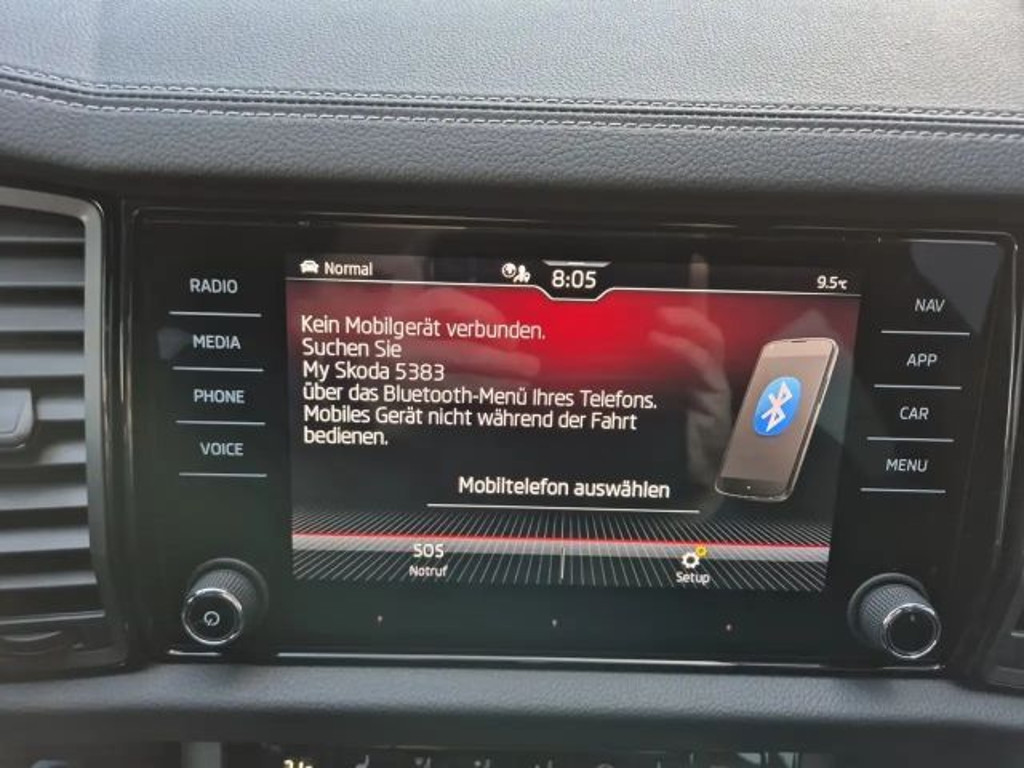 Normal
8:05
9.5°C
RADIO
MEDIA
PHONE
VOICE
Kein Mobilgerät verbunden.
Suchen Sie
My Skoda 5383
über das Bluetooth-Menü Ihres Telefons.
Mobiles Gerät nicht während der Fahrt
bedienen.
Mobiltelefon auswählen
SOS
Notruf
Setup
NAV
APP
CAR
MENU